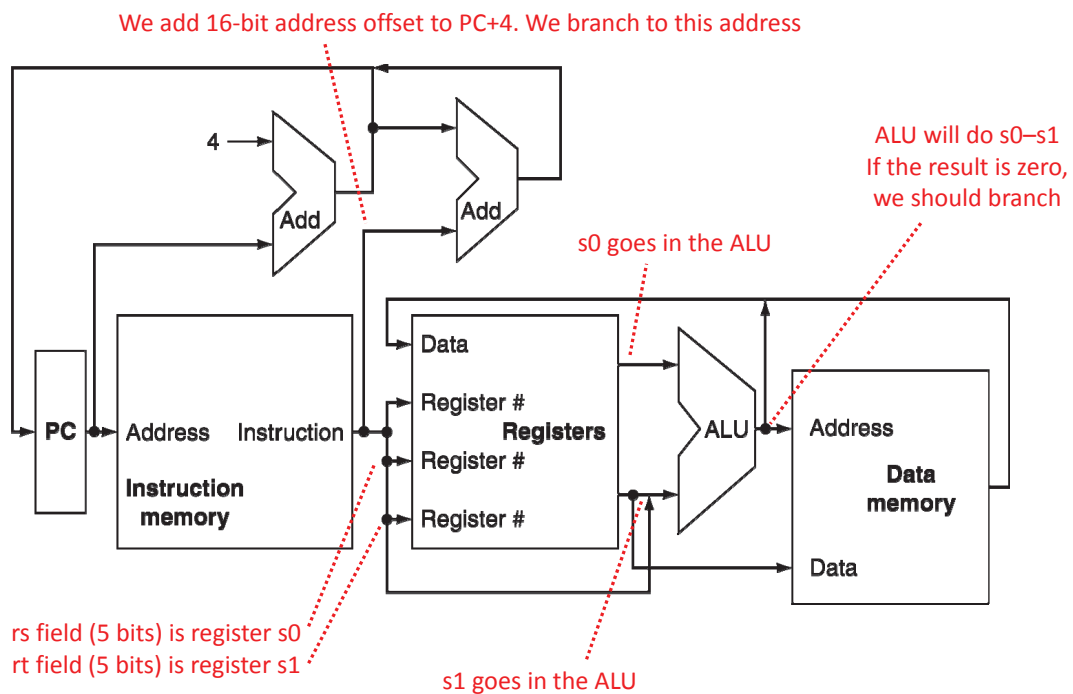 We add 16-bit address offset to PC+4. We branch to this address
4
Add
Add
ALU will do s0–s1
If the result is zero,
we should branch
s0 goes in the ALU
PC
Address
Instruction
Instruction
memory
Data
Register #
Registers
Register #
Register #
ALU
Address
Data
memory
Data
rs field (5 bits) is register s0
rt field (5 bits) is register s1
s1 goes in the ALU